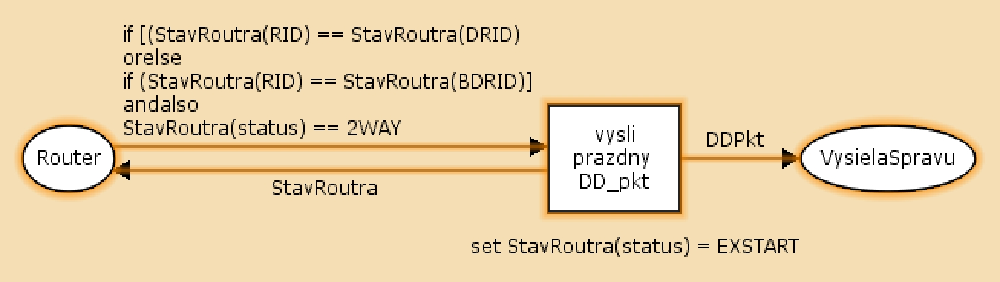 if [(StavRoutra(RID) == StavRoutra(DRID)
orelse
if (StavRoutra(RID) == StavRoutra(BDRID)]
andalso
StavRoutra(status) == 2WAY
Router
StavRoutra
vysli
prazdny
DD_pkt
DDPkt
VysielaSpravu
set StavRoutra(status) = EXSTART